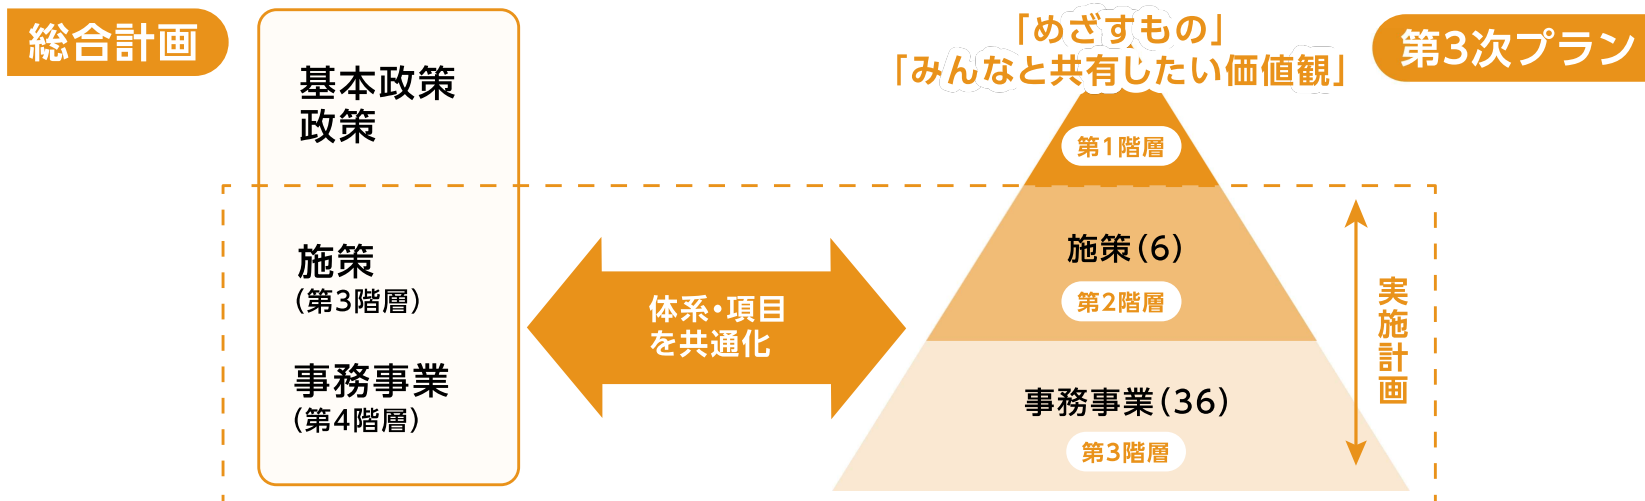 総合計画
基本政策
政策
施策
(第3階層)
事務事業
(第4階層)
体系・項目
を共通化
「めざすもの」
「みんなと共有したい価値観」
第3次プラン
第1階層
施策(6)
第2階層
事務事業(36)
第3階層
実施計画